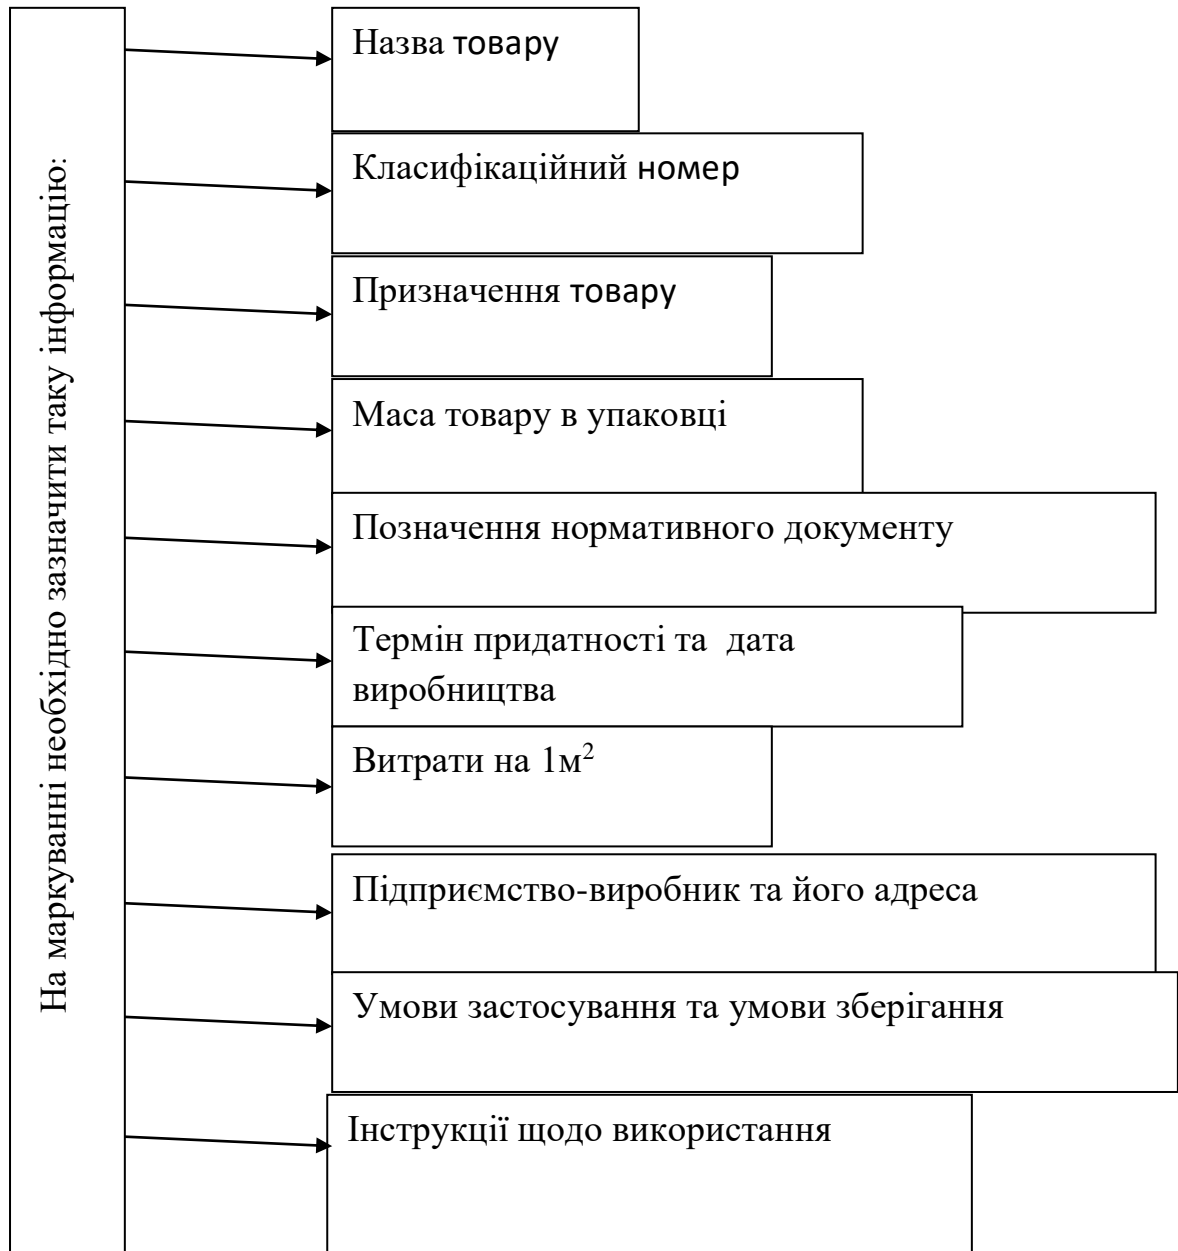 На маркуванні необхідно зазначити таку інформацію:
Назва товару
Класифікаційний номер
Призначення товару
Маса товару в упаковці
Позначення нормативного документу
Термін придатності та  дата
виробництва
Витрати на 1м²
Підприємство-виробник та його адреса
Умови застосування та умови зберігання
Інструкції щодо використання